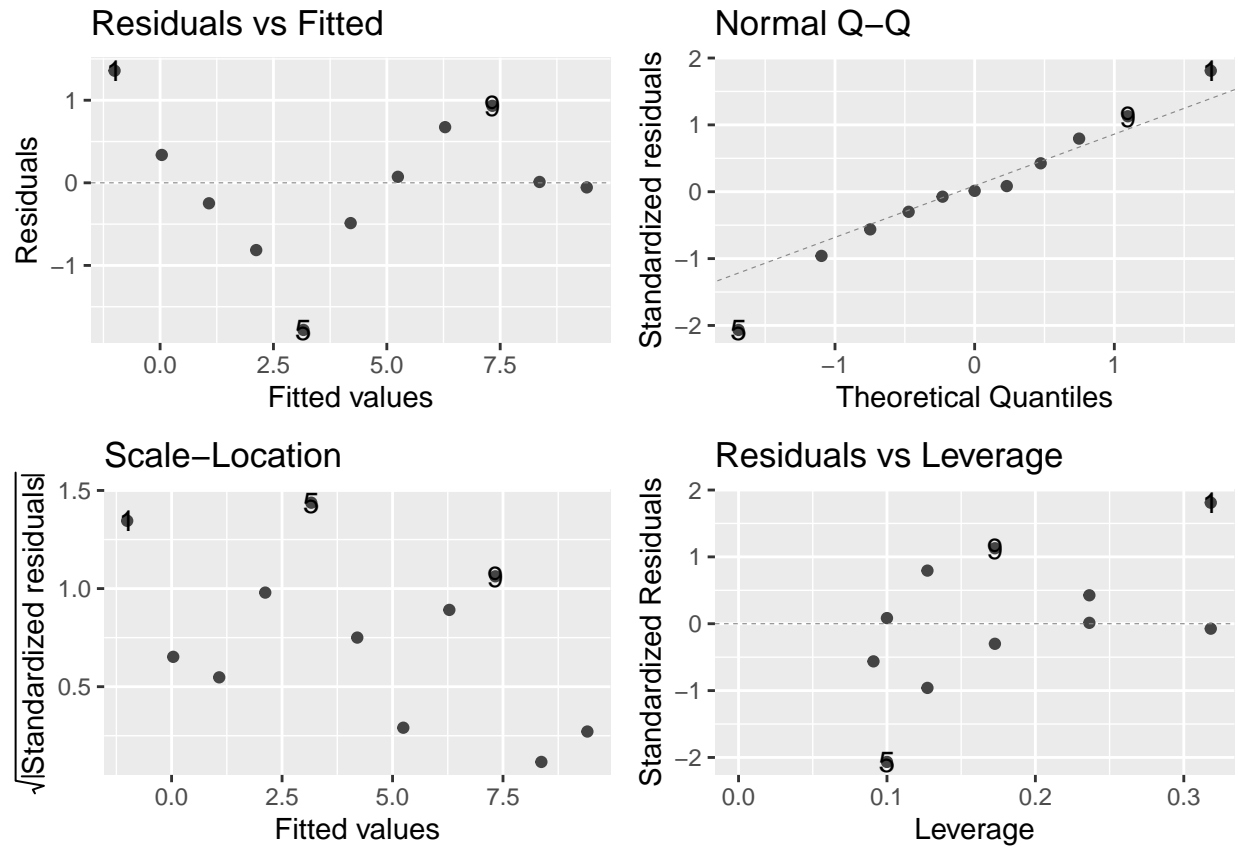 Residuals vs Fitted
Residuals
1
0
−1
1
5
9
0.0 2.5 5.0 7.5
Fitted values
Normal Q−Q
Standardized residuals
2
1
0
−1
−2
5
9
1
−1 0 1
Theoretical Quantiles
Scale−Location
√|Standardized residuals|
1.5
1.0
0.5
1
5
9
0.0 2.5 5.0 7.5
Fitted values
Residuals vs Leverage
Standardized Residuals
2
1
0
−1
−2
5
9
1
0.0 0.1 0.2 0.3
Leverage